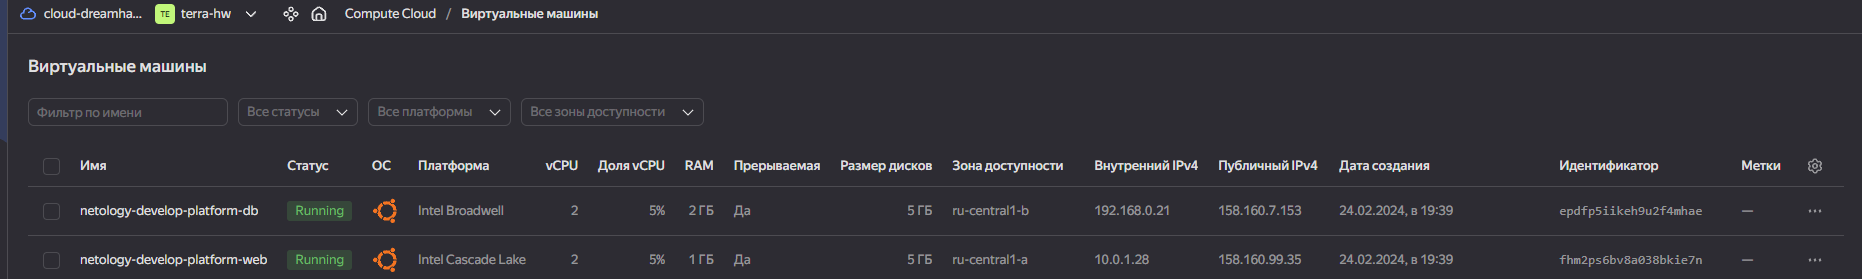 cloud-dreamha... TE terra-hw Compute Cloud / Виртуальные машины
Виртуальные машины
Фильтр по имени Все статусы Все платформы Все зоны доступности
Имя Статус ОС Платформа vCPU Доля vCPU RAM Прерываемая Размер дисков Зона доступности Внутренний IPv4 Публичный IPv4 Дата создания Идентификатор Метки
netology-develop-platform-db Running Intel Broadwell 2 5% 2 ГБ Да 5 ГБ ru-central1-b 192.168.0.21 158.160.7.153 24.02.2024, в 19:39 epdfp5iikeh9u2f4mhae —
netology-develop-platform-web Running Intel Cascade Lake 2 5% 1 ГБ Да 5 ГБ ru-central1-a 10.0.1.28 158.160.99.35 24.02.2024, в 19:39 fhm2ps6bv8a038bkie7n —